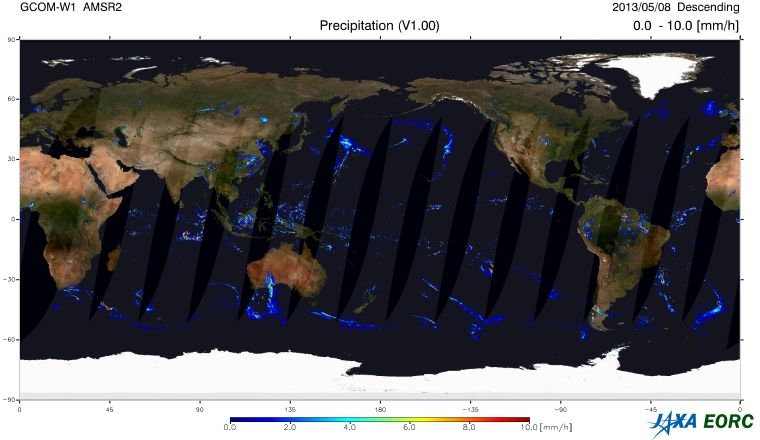 GCOM-W1 AMSR2 2013/05/08 Descending
Precipitation (V1.00) 0.0 - 10.0 [mm/h]
90
60
30
0
-30
-60
-90
0 45 90 135 180 -135 -90 -45 0
0.0 2.0 4.0 6.0 8.0 10.0 [mm/h]
JAXA EORC